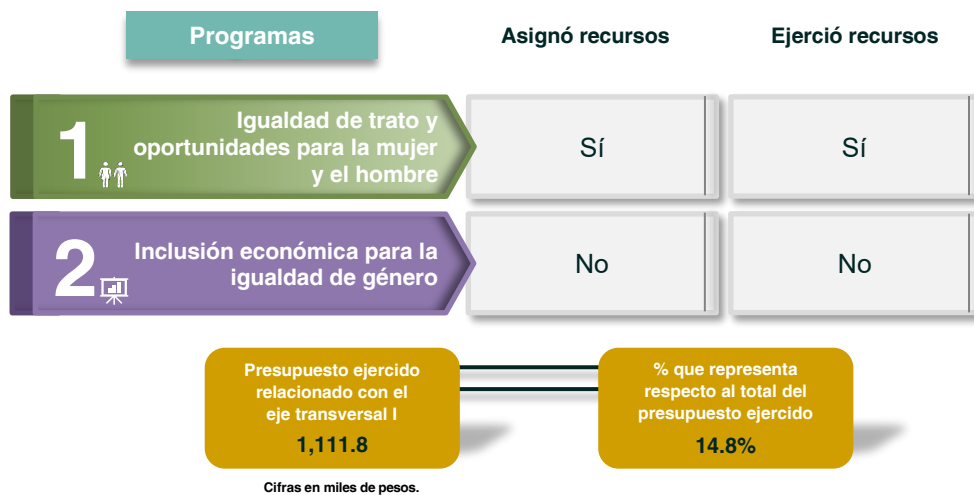 Programas
Asignó recursos
Ejerció recursos
1
Igualdad de trato y
oportunidades para la mujer
y el hombre
Sí
Sí
2
Inclusión económica para la
igualdad de género
No
No
Presupuesto ejercido
relacionado con el
eje transversal I
1,111.8
% que representa
respecto al total del
presupuesto ejercido
14.8%
Cifras en miles de pesos.